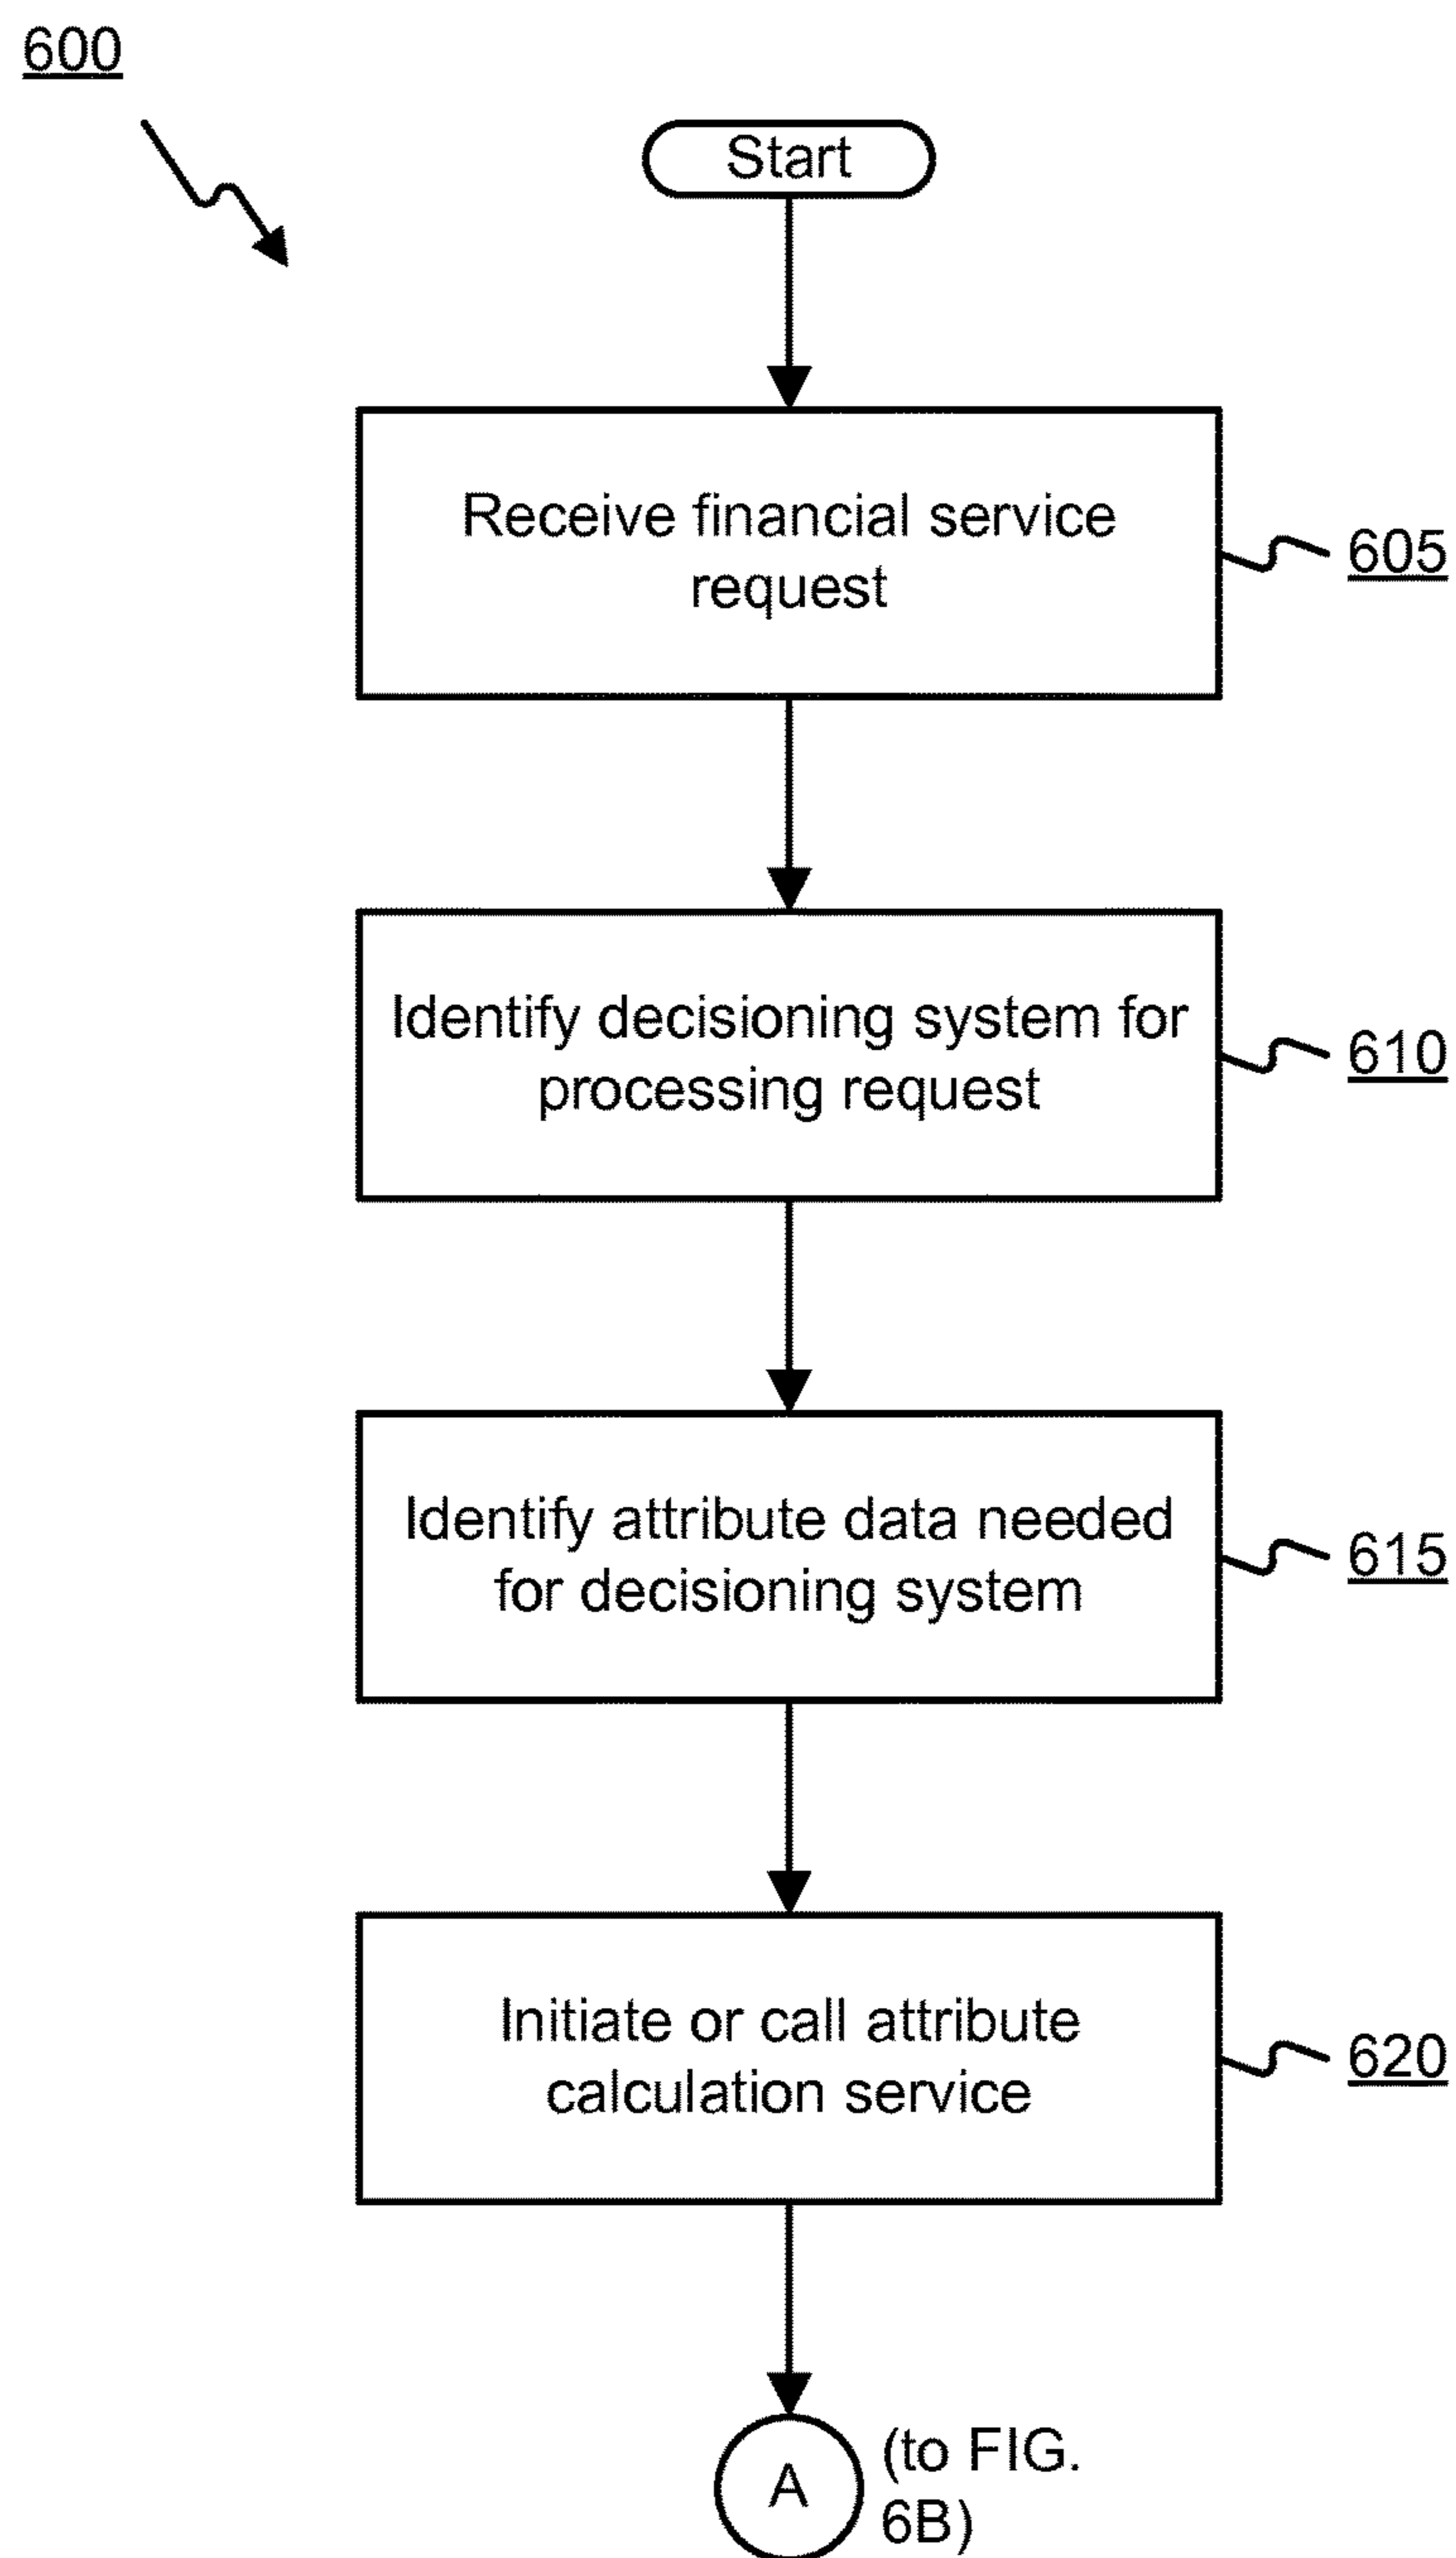 600
Start
Receive financial service
request
605
Identify decisioning system for
processing request
610
Identify attribute data needed
for decisioning system
615
Initiate or call attribute
calculation service
620
A
(to FIG.
6B)